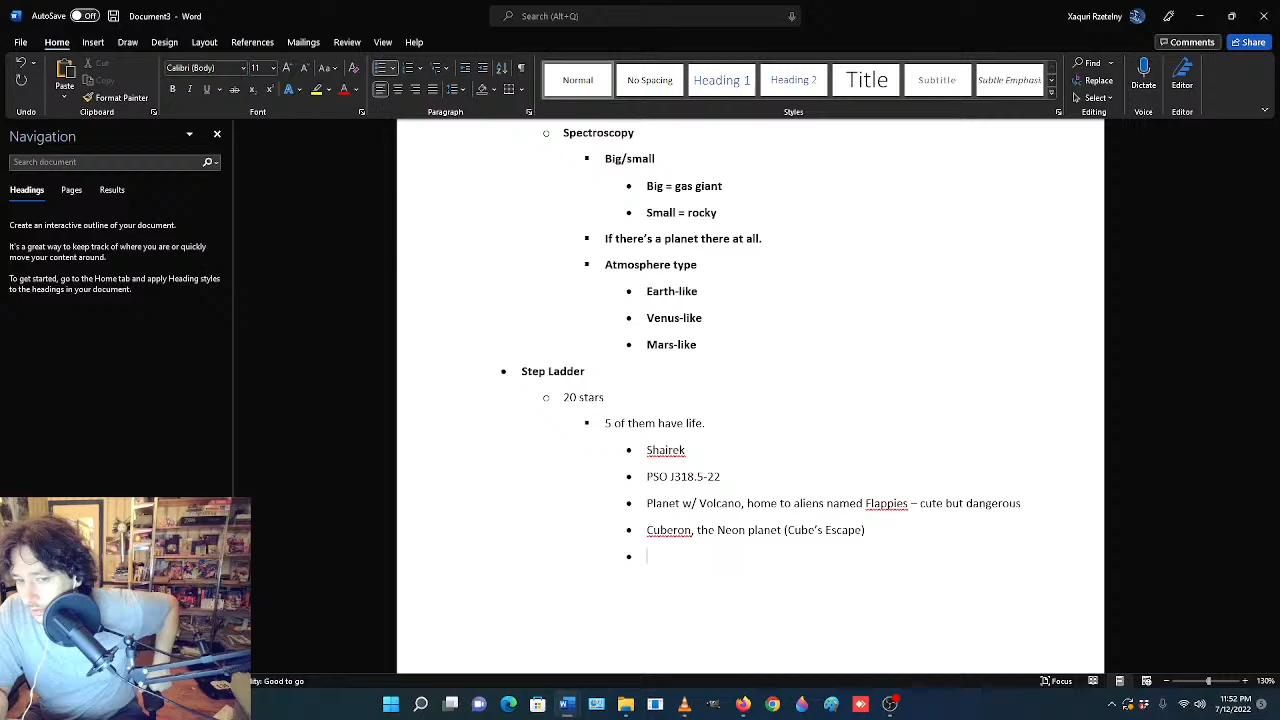 AutoSave Off Document3 - Word Search (Alt+Q) Xaquri Rzetelny
File Home Insert Draw Design Layout References Mailings Review View Help Comments Share
Paste Cut Copy Format Painter
Calibri (Body) 11
Normal No Spacing Heading 1 Heading 2 Title Subtitle Subtle Emphasis
Find Replace Select Dictate Editor
Undo Clipboard Font Paragraph Styles Editing Voice Editor
Navigation
Search document
Headings Pages Results
Create an interactive outline of your document.
It's a great way to keep track of where you are or quickly
move your content around.
To get started, go to the Home tab and apply Heading styles
to the headings in your document.
Spectroscopy
Big/small
Big = gas giant
Small = rocky
If there's a planet there at all.
Atmosphere type
Earth-like
Venus-like
Mars-like
Step Ladder
20 stars
5 of them have life.
Shairek
PSO J318.5-22
Planet w/ Volcano, home to aliens named Flappies – cute but dangerous
Cuberon, the Neon planet (Cube's Escape)
lity: Good to go Focus 130%
11:52 PM
7/12/2022